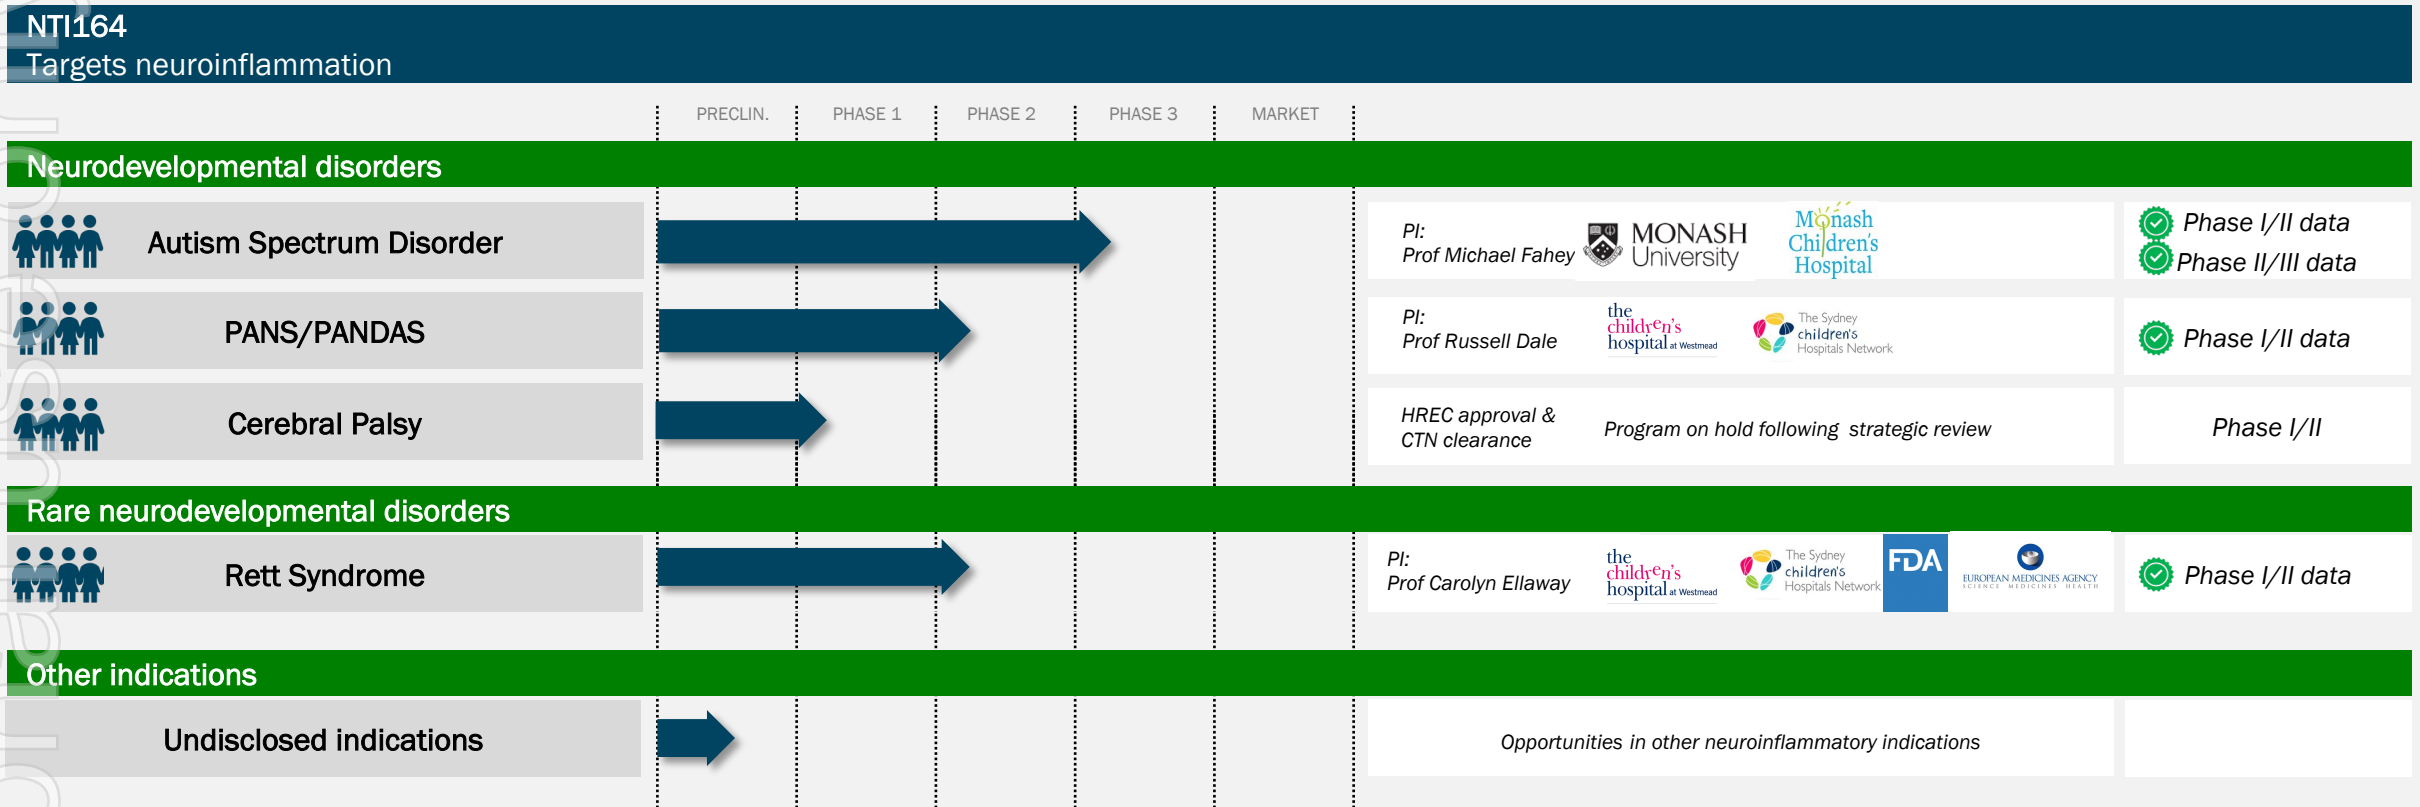 NTI164
Targets neuroinflammation
PRECLIN. PHASE 1 PHASE 2 PHASE 3 MARKET
Neurodevelopmental disorders
Autism Spectrum Disorder
PI:
Prof Michael Fahey
MONASH
University
Monash
Children's
Hospital
Phase I/II data
Phase II/III data
PANS/PANDAS
PI:
Prof Russell Dale
the
children's
hospital at Westmead
The Sydney
children's
Hospitals Network
Phase I/II data
Cerebral Palsy
HREC approval &
CTN clearance
Program on hold following strategic review
Phase I/II
Rare neurodevelopmental disorders
Rett Syndrome
PI:
Prof Carolyn Ellaway
the
children's
hospital at Westmead
The Sydney
children's
Hospitals Network
FDA
EUROPEAN MEDICINES AGENCY
SCIENCE MEDICINES HEALTH
Phase I/II data
Other indications
Undisclosed indications
Opportunities in other neuroinflammatory indications